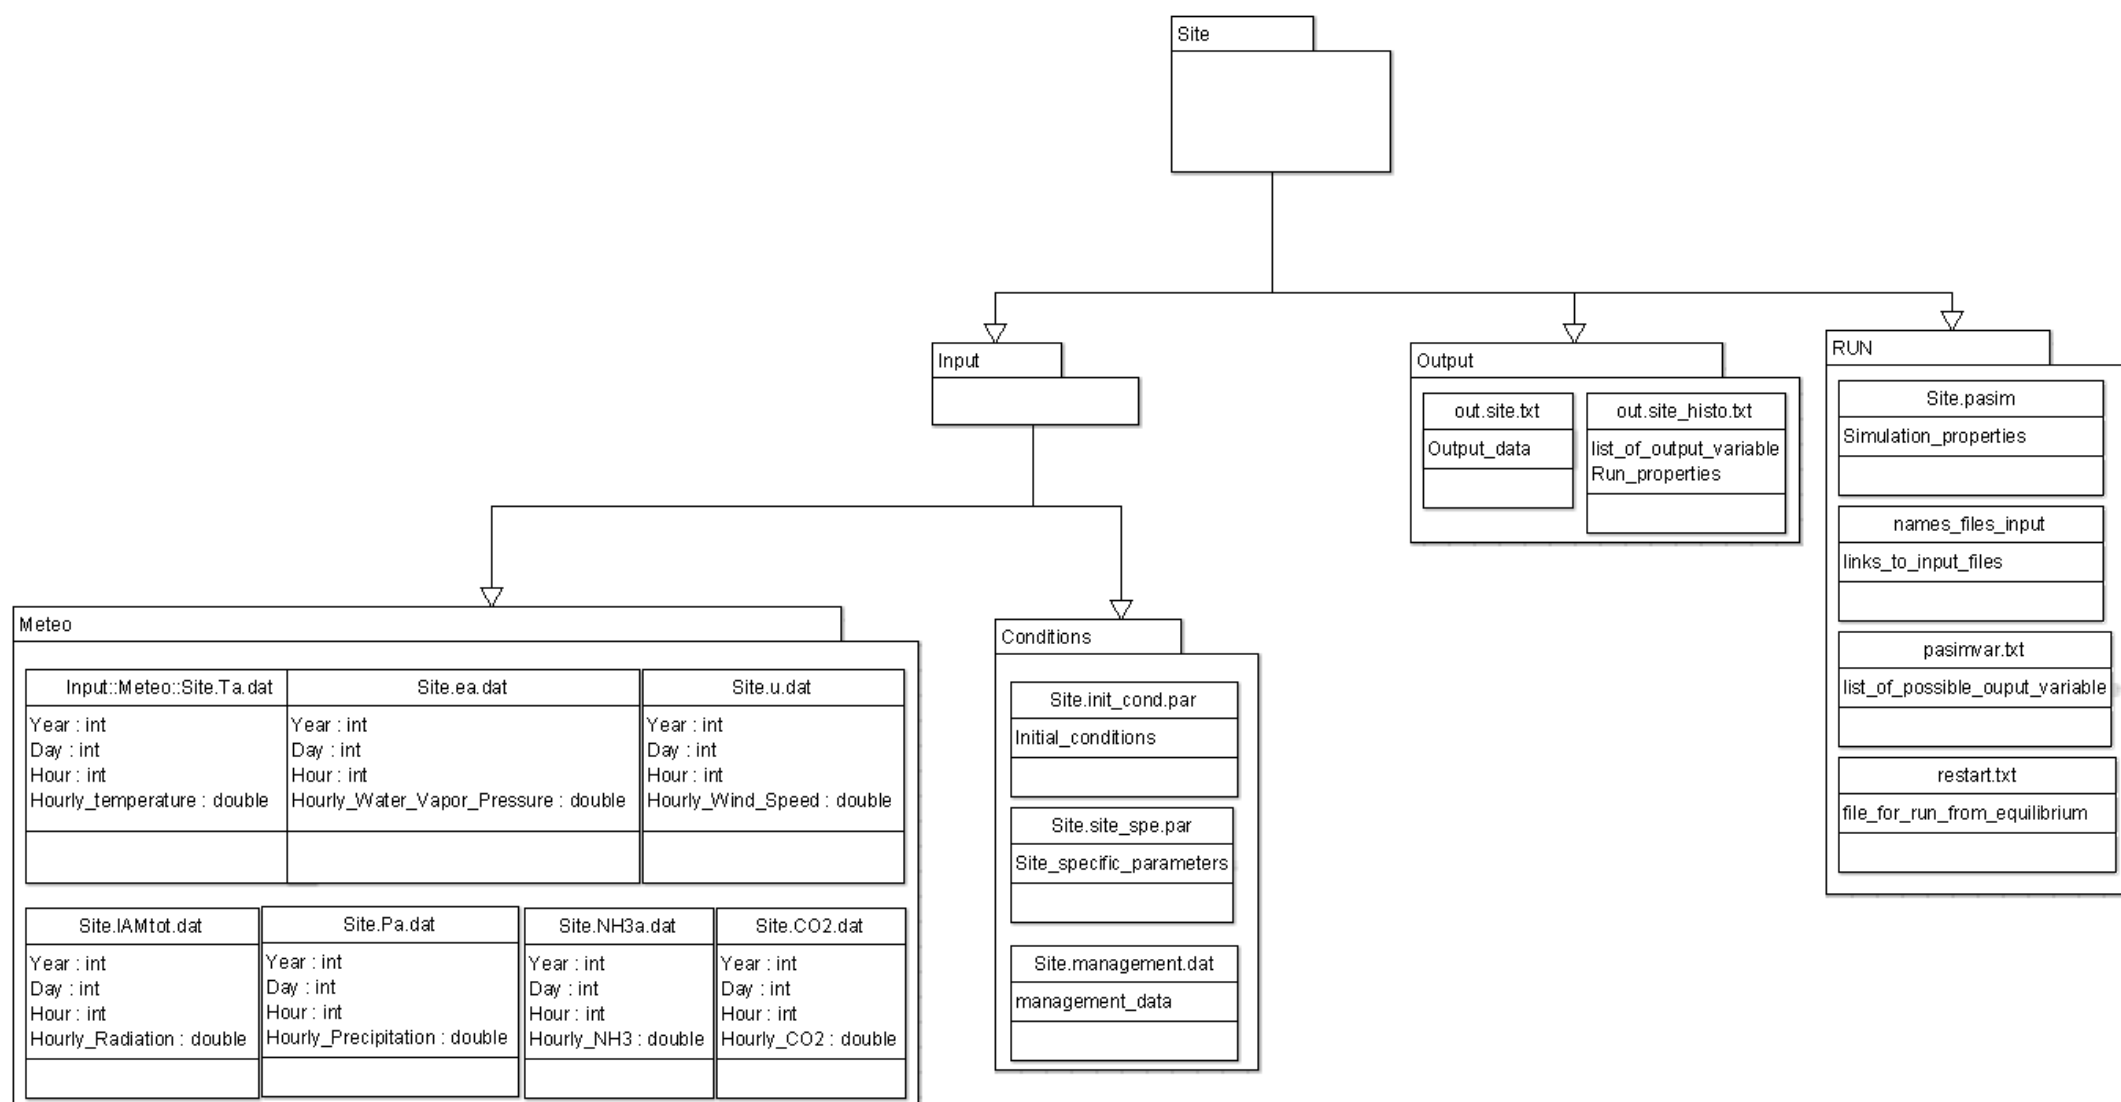 Site
Input
Output
out.site.txt
Output_data
out.site_histo.txt
list_of_output_variable
Run_properties
RUN
Site.pasim
Simulation_properties
names_files_input
links_to_input_files
pasimvar.txt
list_of_possible_ouput_variable
restart.txt
file_for_run_from_equilibrium
Meteo
Input::Meteo::Site.Ta.dat
Year : int
Day : int
Hour : int
Hourly_temperature : double
Site.ea.dat
Year : int
Day : int
Hour : int
Hourly_Water_Vapor_Pressure : double
Site.u.dat
Year : int
Day : int
Hour : int
Hourly_Wind_Speed : double
Site.IAMtot.dat
Year : int
Day : int
Hour : int
Hourly_Radiation : double
Site.Pa.dat
Year : int
Day : int
Hour : int
Hourly_Precipitation : double
Site.NH3a.dat
Year : int
Day : int
Hour : int
Hourly_NH3 : double
Site.CO2.dat
Year : int
Day : int
Hour : int
Hourly_CO2 : double
Conditions
Site.init_cond.par
Initial_conditions
Site.site_spe.par
Site_specific_parameters
Site.management.dat
management_data